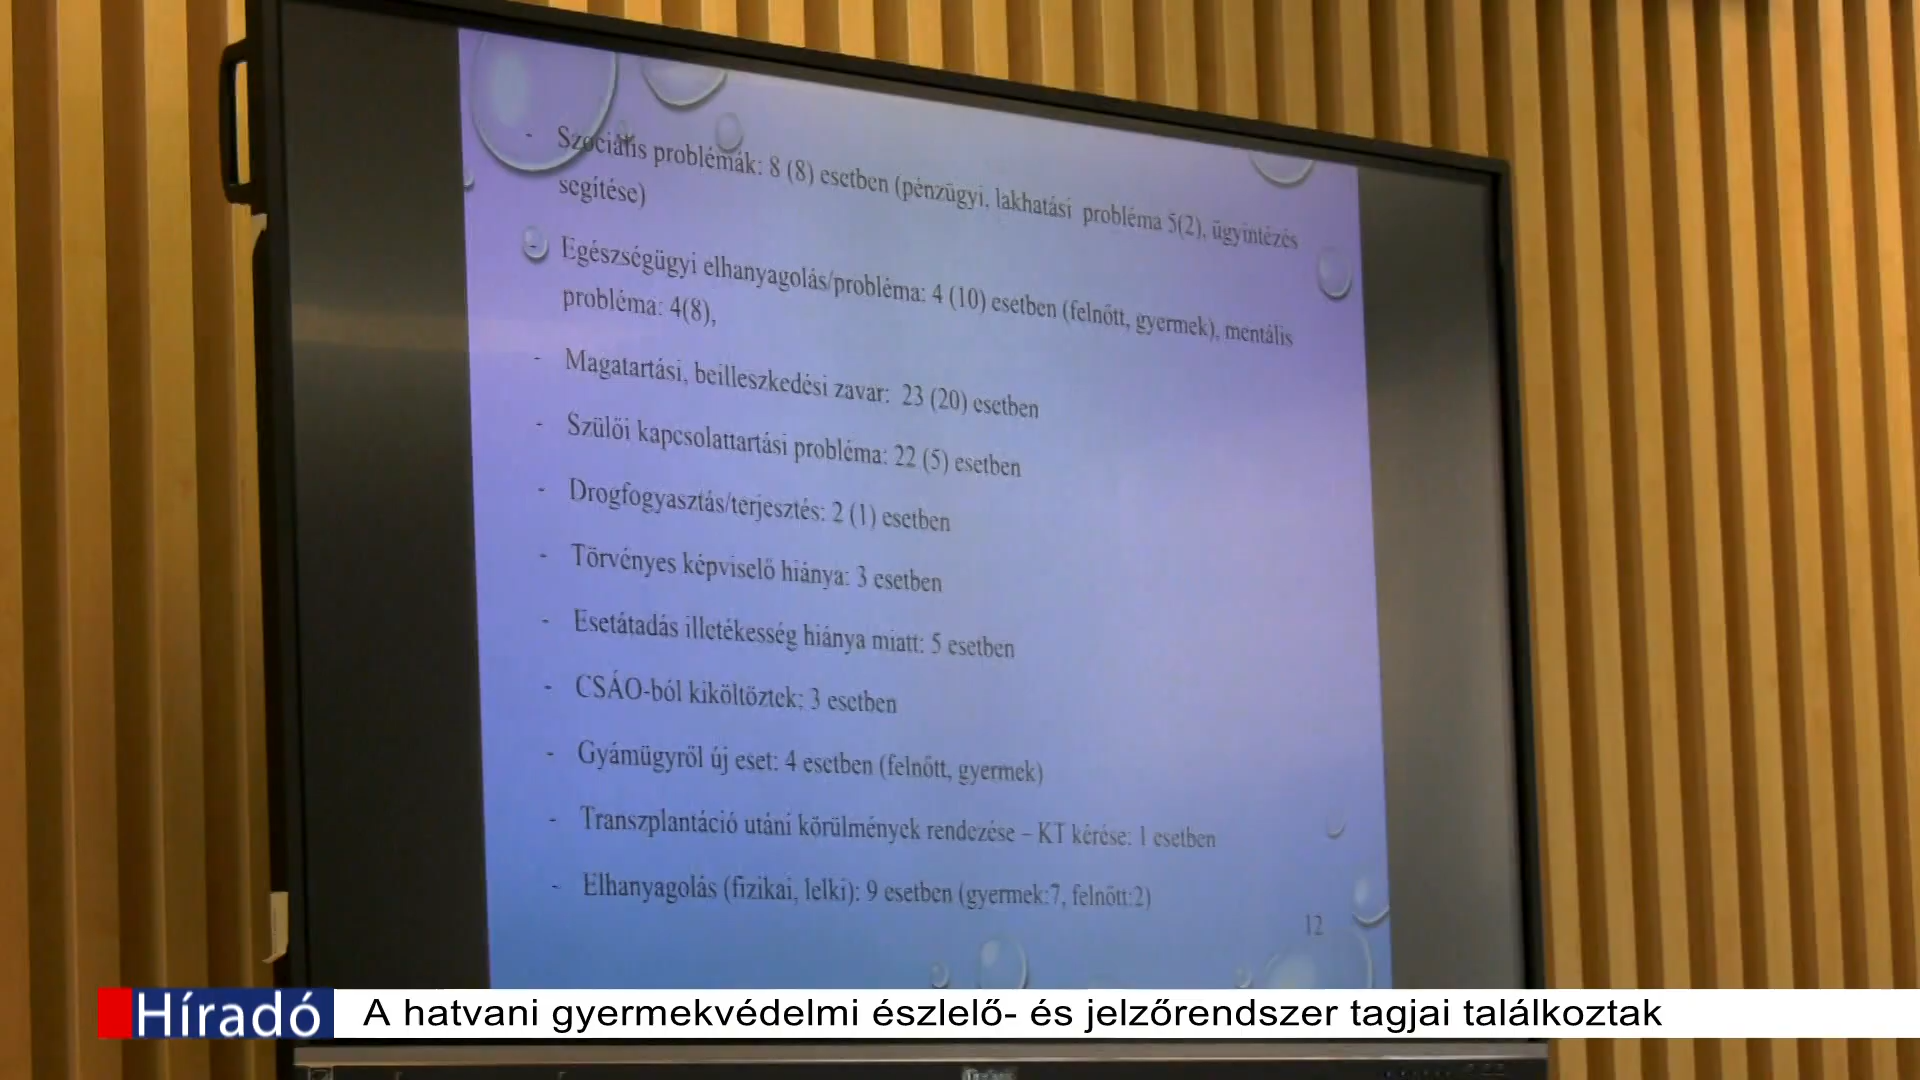 - Szociális problémák: 8 (8) esetben (pénzügyi, lakhatási probléma 5(2), ügyintézés
segítése)
- Egészségügyi elhanyagolás/probléma: 4 (10) esetben (felnőtt, gyermek), mentális
probléma: 4(8),
- Magatartási, beilleszkedési zavar: 23 (20) esetben
- Szülői kapcsolattartási probléma: 22 (5) esetben
- Drogfogyasztás/terjesztés: 2 (1) esetben
- Törvényes képviselő hiánya: 3 esetben
- Esetátadás illetékesség hiánya miatt: 5 esetben
- CSÁO-ból kiköltöztek: 3 esetben
- Gyámügyről új eset: 4 esetben (felnőtt, gyermek)
- Transzplantáció utáni körülmények rendezése – KT kérése: 1 esetben
- Elhanyagolás (fizikai, lelki): 9 esetben (gyermek:7, felnőtt:2)
12
Híradó
A hatvani gyermekvédelmi észlelő- és jelzőrendszer tagjai találkoztak